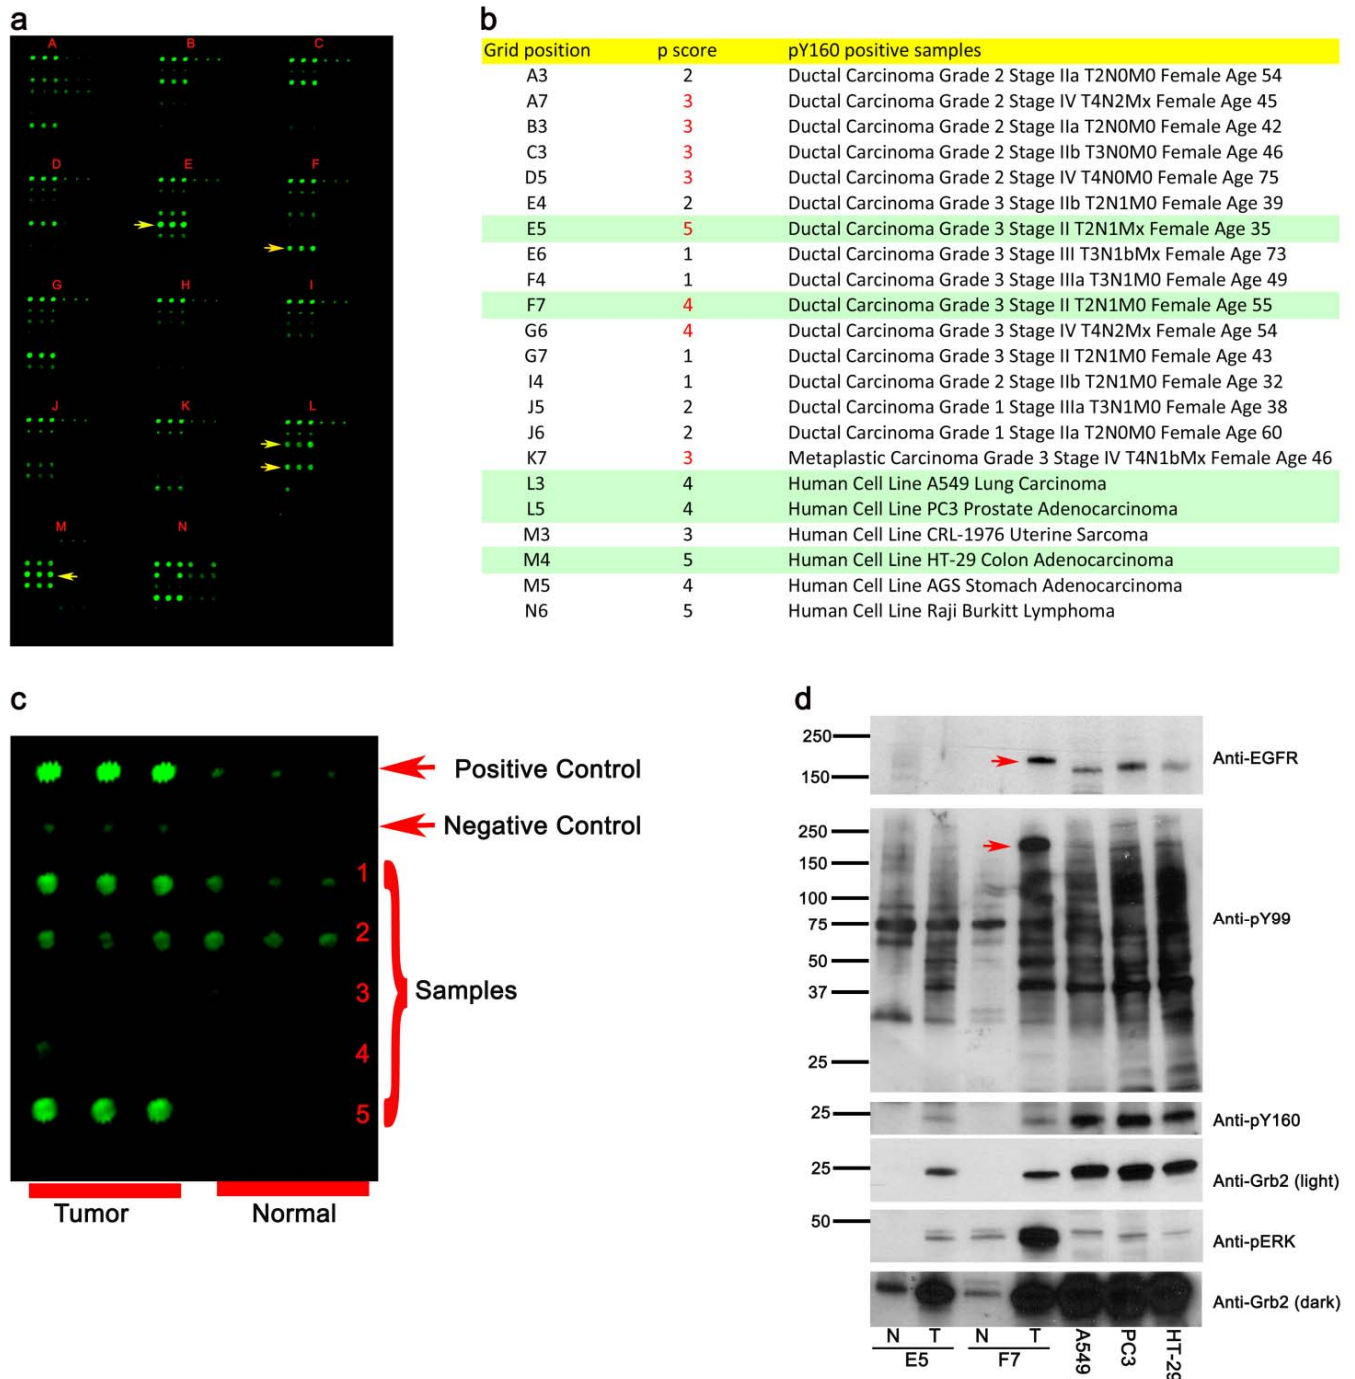 a
A B C
D E F
G H I
J K L
M N
b
Grid position p score pY160 positive samples
A3 2 Ductal Carcinoma Grade 2 Stage IIa T2N0M0 Female Age 54
A7 3 Ductal Carcinoma Grade 2 Stage IV T4N2Mx Female Age 45
B3 3 Ductal Carcinoma Grade 2 Stage IIa T2N0M0 Female Age 42
C3 3 Ductal Carcinoma Grade 2 Stage IIb T3N0M0 Female Age 46
D5 3 Ductal Carcinoma Grade 2 Stage IV T4N0M0 Female Age 75
E4 2 Ductal Carcinoma Grade 3 Stage IIb T2N1M0 Female Age 39
E5 5 Ductal Carcinoma Grade 3 Stage II T2N1Mx Female Age 35
E6 1 Ductal Carcinoma Grade 3 Stage III T3N1bMx Female Age 73
F4 1 Ductal Carcinoma Grade 3 Stage IIIa T3N1M0 Female Age 49
F7 4 Ductal Carcinoma Grade 3 Stage II T2N1M0 Female Age 55
G6 4 Ductal Carcinoma Grade 3 Stage IV T4N2Mx Female Age 54
G7 1 Ductal Carcinoma Grade 3 Stage II T2N1M0 Female Age 43
I4 1 Ductal Carcinoma Grade 2 Stage IIb T2N1M0 Female Age 32
J5 2 Ductal Carcinoma Grade 1 Stage IIIa T3N1M0 Female Age 38
J6 2 Ductal Carcinoma Grade 1 Stage IIa T2N0M0 Female Age 60
K7 3 Metaplastic Carcinoma Grade 3 Stage IV T4N1bMx Female Age 46
L3 4 Human Cell Line A549 Lung Carcinoma
L5 4 Human Cell Line PC3 Prostate Adenocarcinoma
M3 3 Human Cell Line CRL-1976 Uterine Sarcoma
M4 5 Human Cell Line HT-29 Colon Adenocarcinoma
M5 4 Human Cell Line AGS Stomach Adenocarcinoma
N6 5 Human Cell Line Raji Burkitt Lymphoma
c
Positive Control
Negative Control
1
2
3
4
5
Samples
Tumor Normal
d
250
150
Anti-EGFR
250
150
100
75
50
37
25
Anti-pY99
25
Anti-pY160
25
Anti-Grb2 (light)
50
Anti-pERK
Anti-Grb2 (dark)
N T N T A549 PC3 HT-29
E5 F7